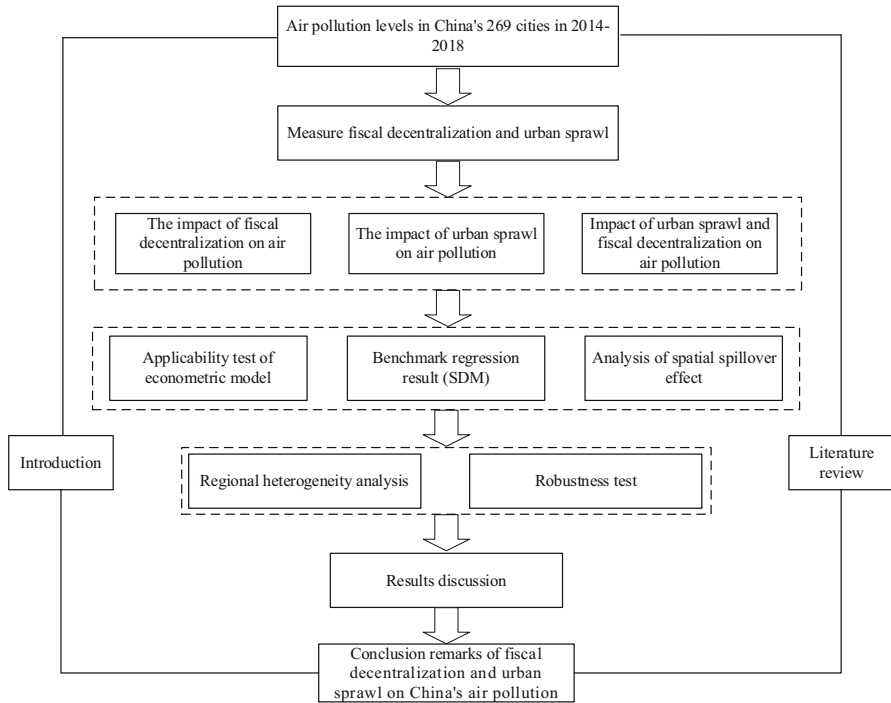 Air pollution levels in China's 269 cities in 2014-
2018
Measure fiscal decentralization and urban sprawl
The impact of fiscal
decentralization on air
pollution
The impact of urban sprawl
on air pollution
Impact of urban sprawl and
fiscal decentralization on
air pollution
Applicability test of
econometric model
Benchmark regression
result (SDM)
Analysis of spatial spillover
effect
Introduction
Literature
review
Regional heterogeneity analysis
Robustness test
Results discussion
Conclusion remarks of fiscal
decentralization and urban
sprawl on China's air pollution